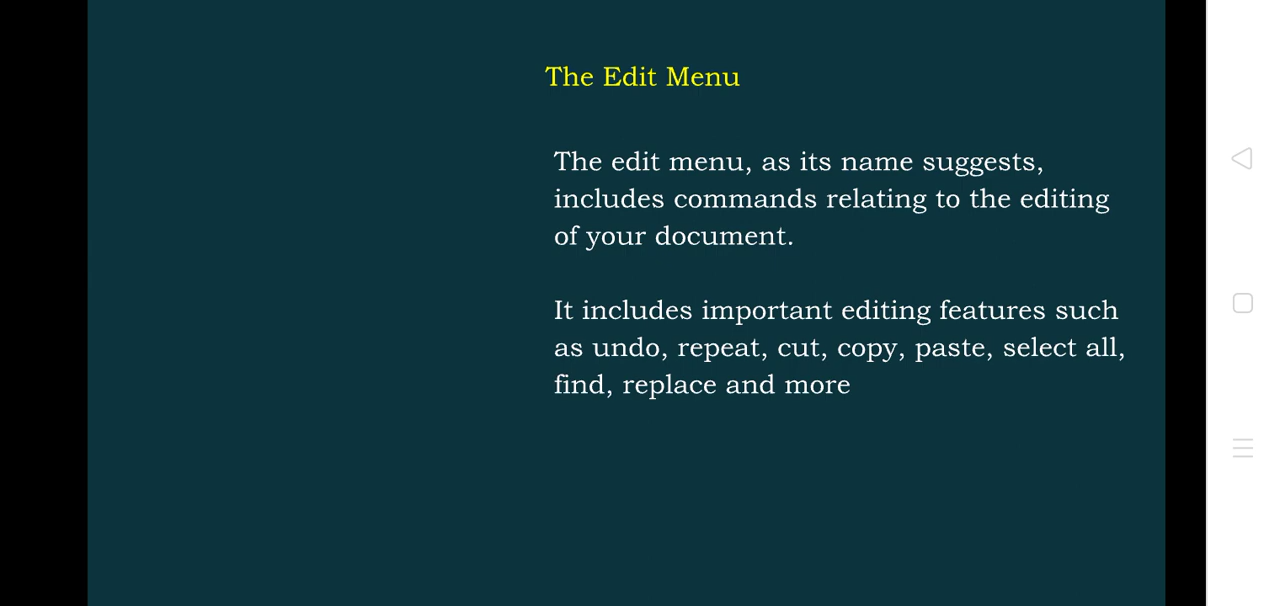 The Edit Menu
The edit menu, as its name suggests,
includes commands relating to the editing
of your document.
It includes important editing features such
as undo, repeat, cut, copy, paste, select all,
find, replace and more